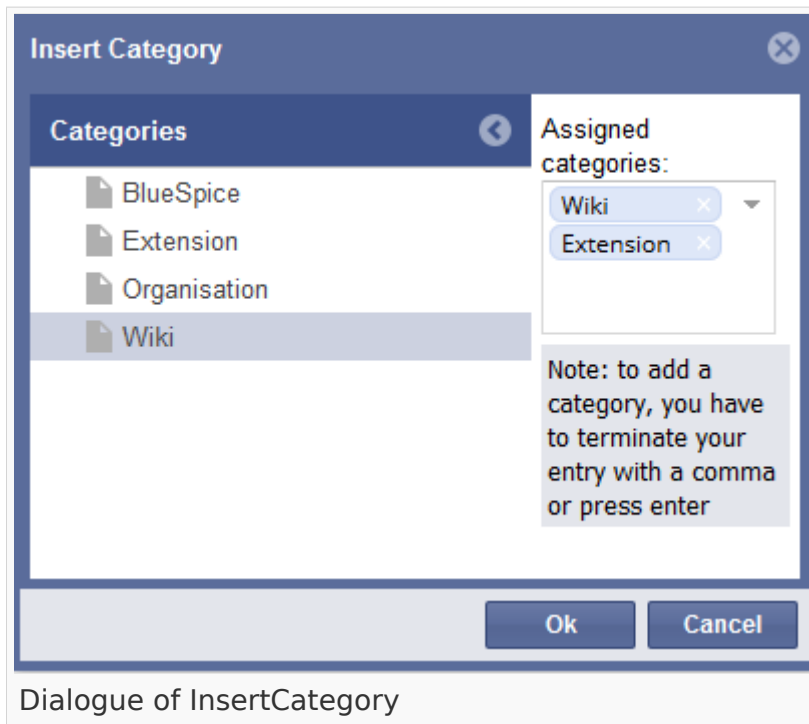 Insert Category
Categories
BlueSpice
Extension
Organisation
Wiki
Assigned
categories:
Wiki
Extension
Note: to add a
category, you have
to terminate your
entry with a comma
or press enter
Ok
Cancel
Dialogue of InsertCategory